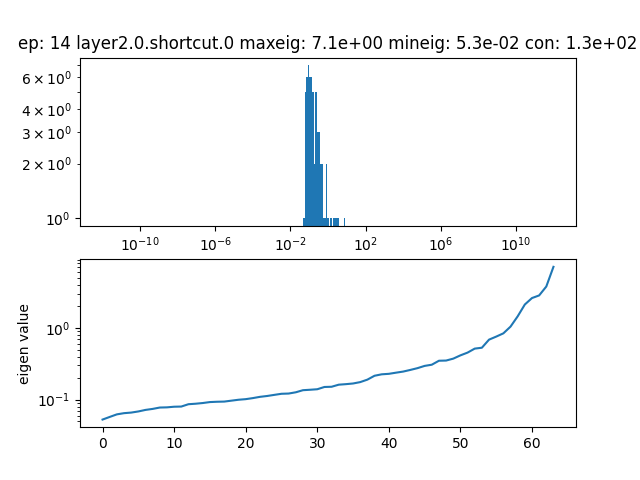 ep: 14 layer2.0.shortcut.0 maxeig: 7.1e+00 mineig: 5.3e-02 con: 1.3e+02
6 × 10⁰
4 × 10⁰
3 × 10⁰
2 × 10⁰
10⁰
10⁻¹⁰ 10⁻⁶ 10⁻² 10² 10⁶ 10¹⁰
eigen value
10⁰
10⁻¹
0 10 20 30 40 50 60